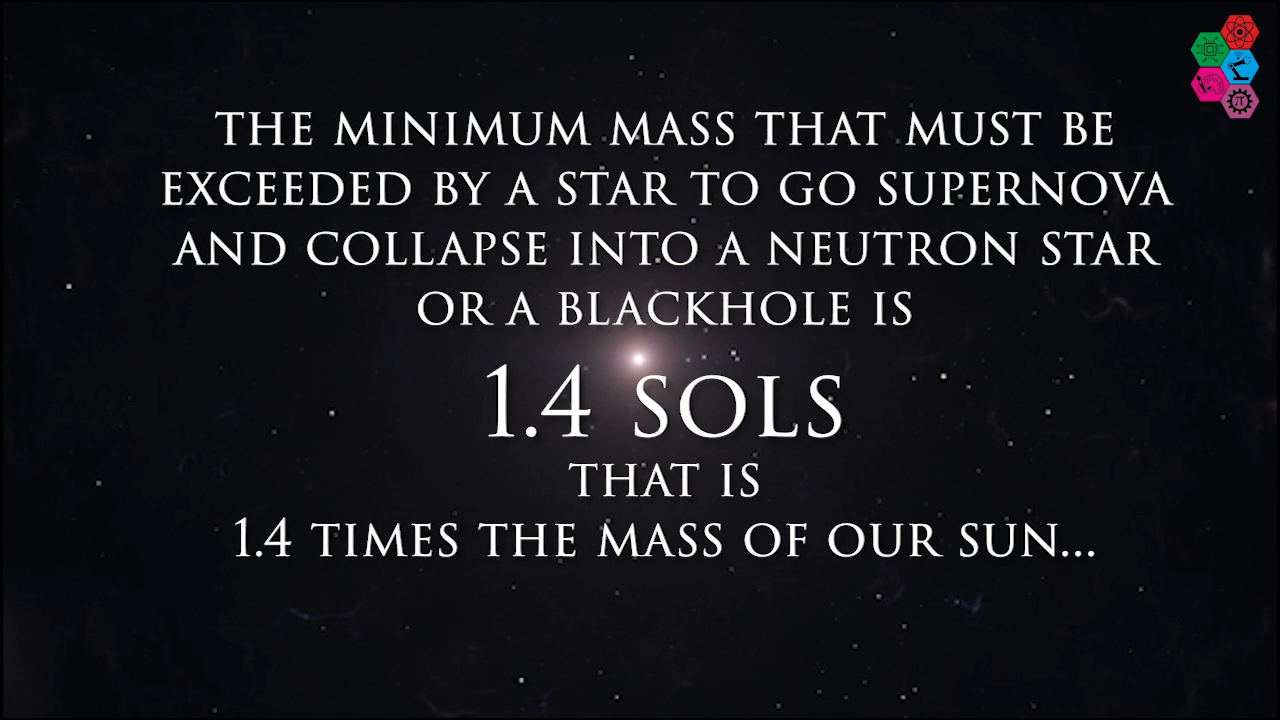 THE MINIMUM MASS THAT MUST BE
EXCEEDED BY A STAR TO GO SUPERNOVA
AND COLLAPSE INTO A NEUTRON STAR
OR A BLACKHOLE IS
1.4 SOLS
THAT IS
1.4 TIMES THE MASS OF OUR SUN...
π